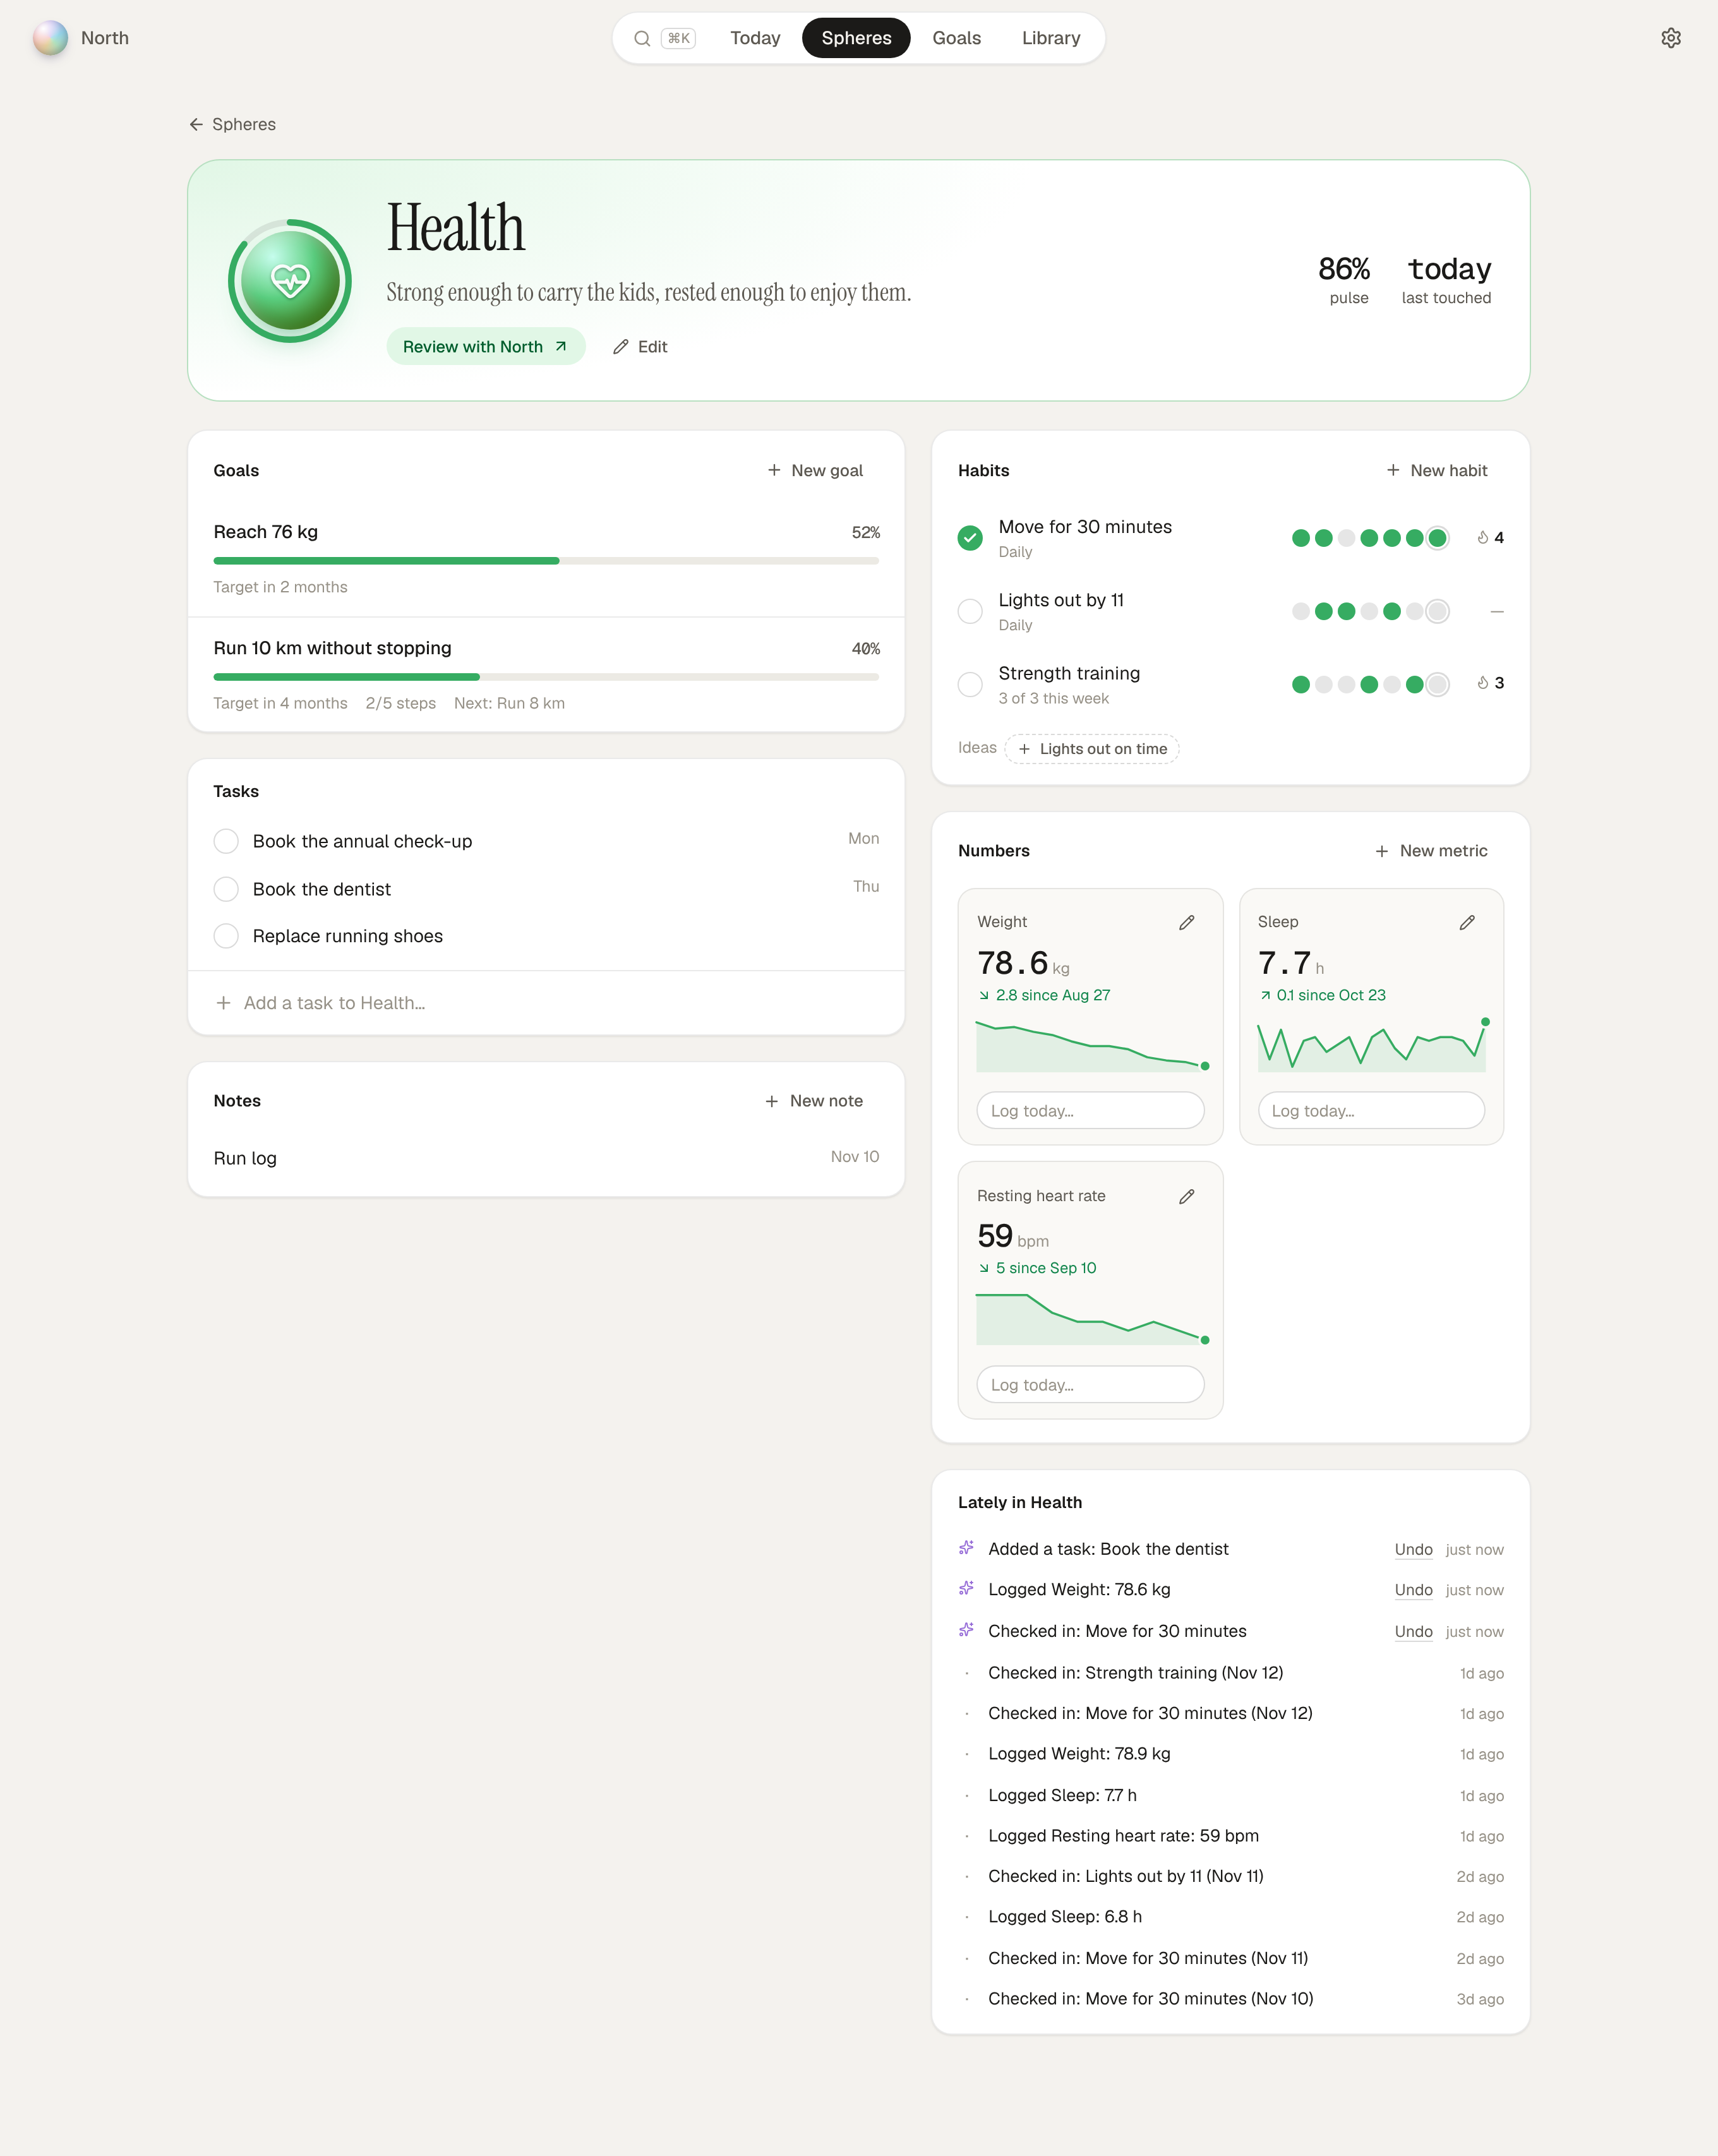 North
⌘K
Today
Spheres
Goals
Library
Spheres
Health
Strong enough to carry the kids, rested enough to enjoy them.
Review with North
Edit
86%
pulse
today
last touched
Goals
New goal
Reach 76 kg
52%
Target in 2 months
Run 10 km without stopping
40%
Target in 4 months 2/5 steps Next: Run 8 km
Tasks
Book the annual check-up
Mon
Book the dentist
Thu
Replace running shoes
Add a task to Health...
Notes
New note
Run log
Nov 10
Habits
New habit
Move for 30 minutes
Daily
4
Lights out by 11
Daily
—
Strength training
3 of 3 this week
3
Ideas
+ Lights out on time
Numbers
New metric
Weight
78.6 kg
2.8 since Aug 27
Log today...
Sleep
7.7 h
0.1 since Oct 23
Log today...
Resting heart rate
59 bpm
5 since Sep 10
Log today...
Lately in Health
Added a task: Book the dentist Undo just now
Logged Weight: 78.6 kg Undo just now
Checked in: Move for 30 minutes Undo just now
· Checked in: Strength training (Nov 12) 1d ago
· Checked in: Move for 30 minutes (Nov 12) 1d ago
· Logged Weight: 78.9 kg 1d ago
· Logged Sleep: 7.7 h 1d ago
· Logged Resting heart rate: 59 bpm 1d ago
· Checked in: Lights out by 11 (Nov 11) 2d ago
· Logged Sleep: 6.8 h 2d ago
· Checked in: Move for 30 minutes (Nov 11) 2d ago
· Checked in: Move for 30 minutes (Nov 10) 3d ago